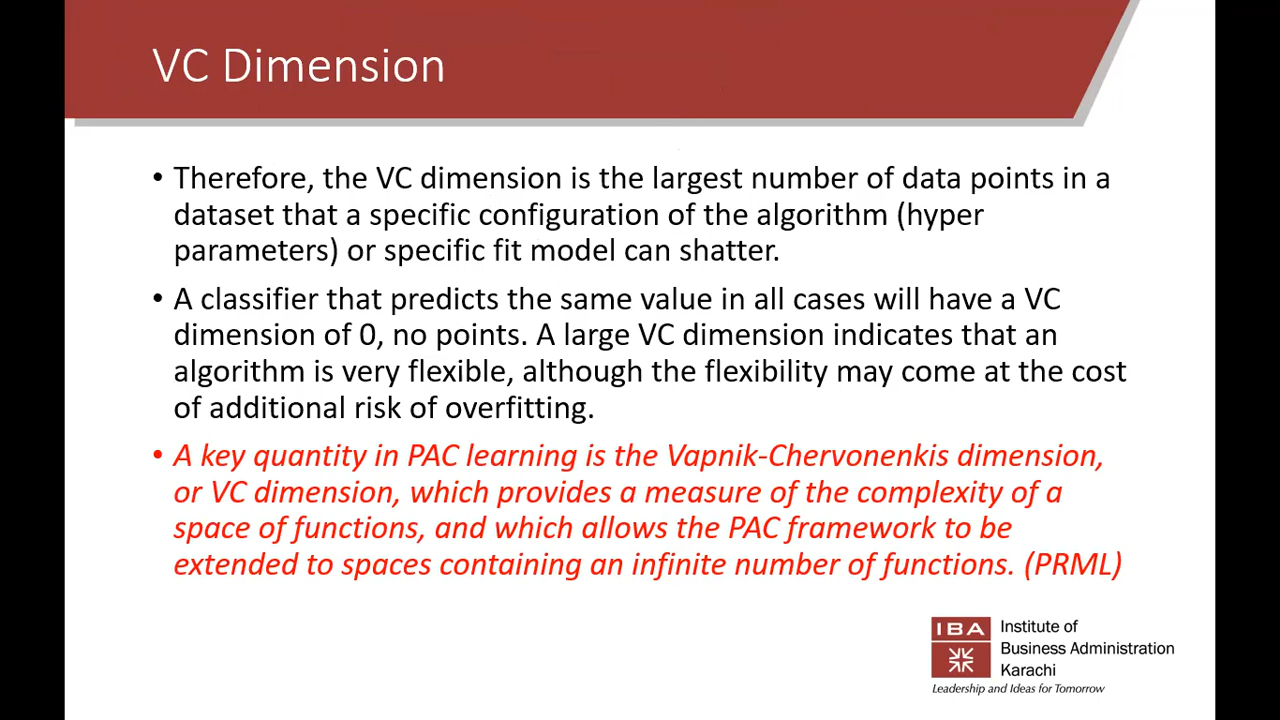 VC Dimension
• Therefore, the VC dimension is the largest number of data points in a
dataset that a specific configuration of the algorithm (hyper
parameters) or specific fit model can shatter.
• A classifier that predicts the same value in all cases will have a VC
dimension of 0, no points. A large VC dimension indicates that an
algorithm is very flexible, although the flexibility may come at the cost
of additional risk of overfitting.
• A key quantity in PAC learning is the Vapnik-Chervonenkis dimension,
or VC dimension, which provides a measure of the complexity of a
space of functions, and which allows the PAC framework to be
extended to spaces containing an infinite number of functions. (PRML)
IBA
Institute of
Business Administration
Karachi
Leadership and Ideas for Tomorrow